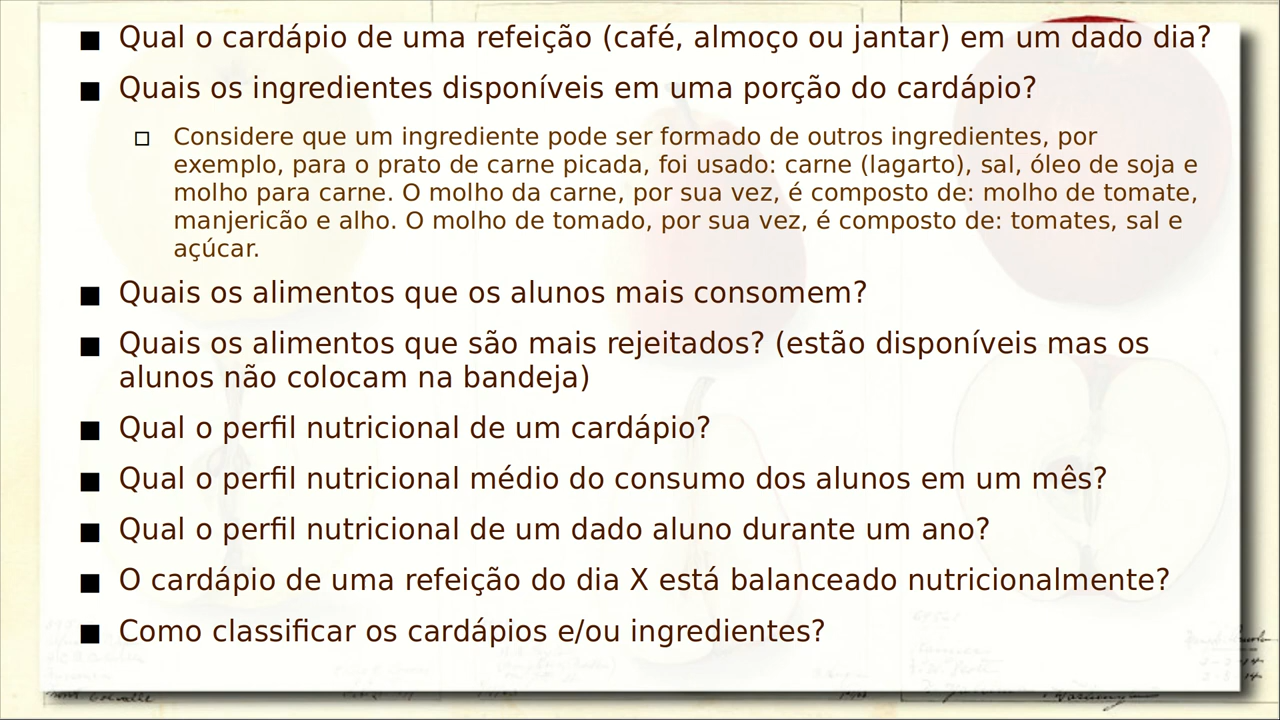 Qual o cardápio de uma refeição (café, almoço ou jantar) em um dado dia?
Quais os ingredientes disponíveis em uma porção do cardápio?
Considere que um ingrediente pode ser formado de outros ingredientes, por
exemplo, para o prato de carne picada, foi usado: carne (lagarto), sal, óleo de soja e
molho para carne. O molho da carne, por sua vez, é composto de: molho de tomate,
manjericão e alho. O molho de tomado, por sua vez, é composto de: tomates, sal e
açúcar.
Quais os alimentos que os alunos mais consomem?
Quais os alimentos que são mais rejeitados? (estão disponíveis mas os
alunos não colocam na bandeja)
Qual o perfil nutricional de um cardápio?
Qual o perfil nutricional médio do consumo dos alunos em um mês?
Qual o perfil nutricional de um dado aluno durante um ano?
O cardápio de uma refeição do dia X está balanceado nutricionalmente?
Como classificar os cardápios e/ou ingredientes?